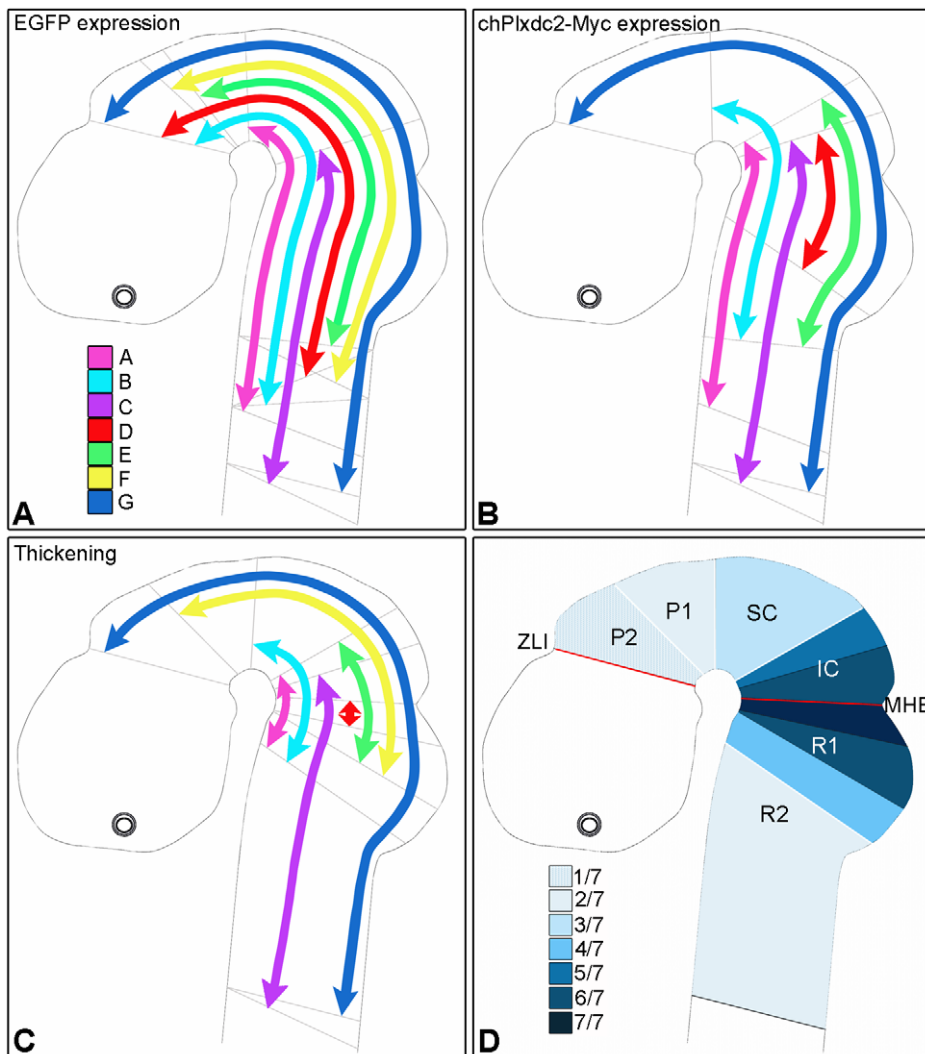 EGFP expression
A
B
C
D
E
F
G
A
chPlxdc2-Myc expression
B
Thickening
C
ZLI
P2
P1
SC
IC
MHB
R1
R2
1/7
2/7
3/7
4/7
5/7
6/7
7/7
D